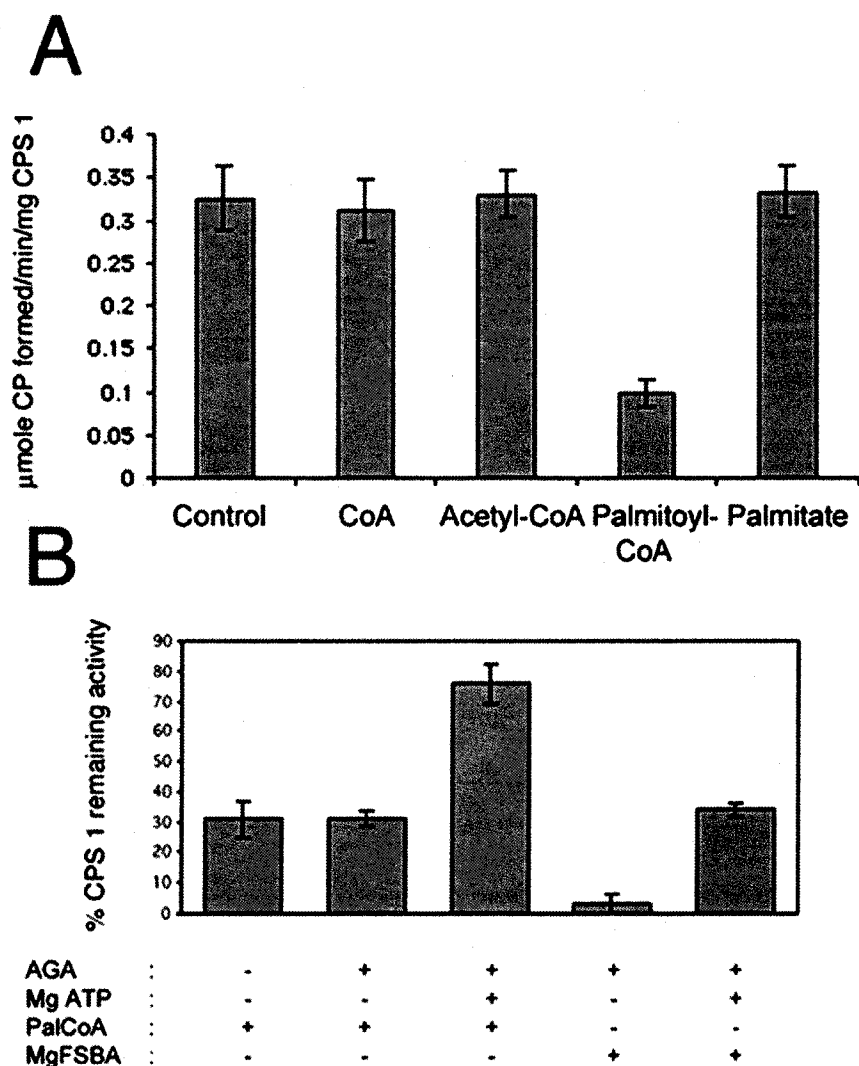 A
µmole CP formed/min/mg CPS 1
0.4
0.35
0.3
0.25
0.2
0.15
0.1
0.05
0
Control CoA Acetyl-CoA Palmitoyl- Palmitate
CoA
B
% CPS 1 remaining activity
90
80
70
60
50
40
30
20
10
0
AGA : - + + + +
Mg ATP : - - + - +
PalCoA : + + + - -
MgFSBA : - - - + +